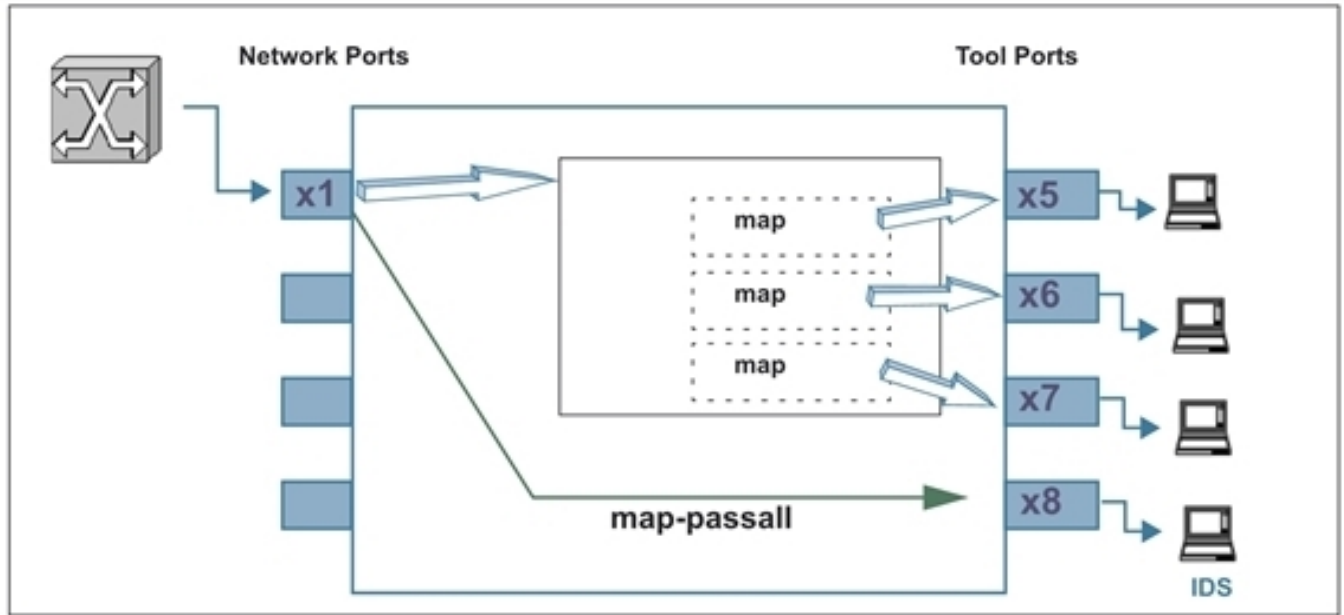 Network Ports
Tool Ports
x1
map
x5
map
x6
map
x7
map-passall
x8
IDS